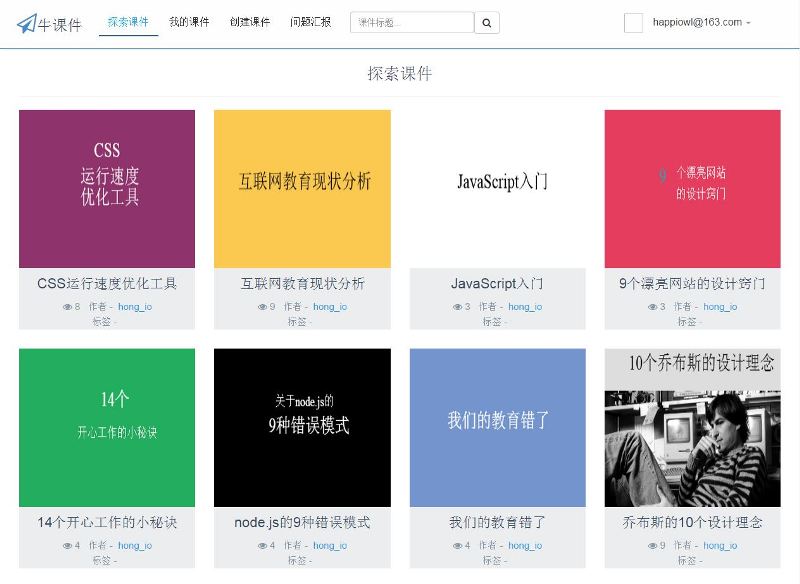 牛课件
探索课件 我的课件 创建课件 问题汇报 课件标题... happiowl@163.com
探索课件
CSS
运行速度
优化工具
CSS运行速度优化工具
8 作者 - hong_io
标签 -
互联网教育现状分析
互联网教育现状分析
9 作者 - hong_io
标签 -
JavaScript入门
JavaScript入门
3 作者 - hong_io
标签 -
9 个漂亮网站
的设计窍门
9个漂亮网站的设计窍门
3 作者 - hong_io
标签 -
14个
开心工作的小秘诀
14个开心工作的小秘诀
4 作者 - hong_io
标签 -
关于node.js的
9种错误模式
node.js的9种错误模式
4 作者 - hong_io
标签 -
我们的教育错了
我们的教育错了
4 作者 - hong_io
标签 -
10个乔布斯的设计理念
乔布斯的10个设计理念
9 作者 - hong_io
标签 -